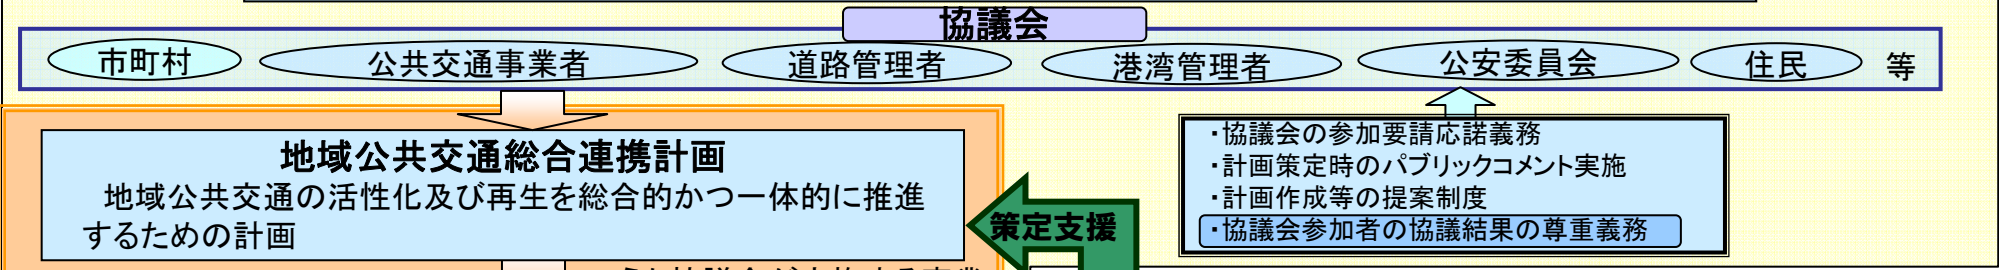 協議会
市町村 公共交通事業者 道路管理者 港湾管理者 公安委員会 住民 等
地域公共交通総合連携計画
地域公共交通の活性化及び再生を総合的かつ一体的に推進
するための計画
策定支援
・協議会の参加要請応諾義務
・計画策定時のパブリックコメント実施
・計画作成等の提案制度
・協議会参加者の協議結果の尊重義務